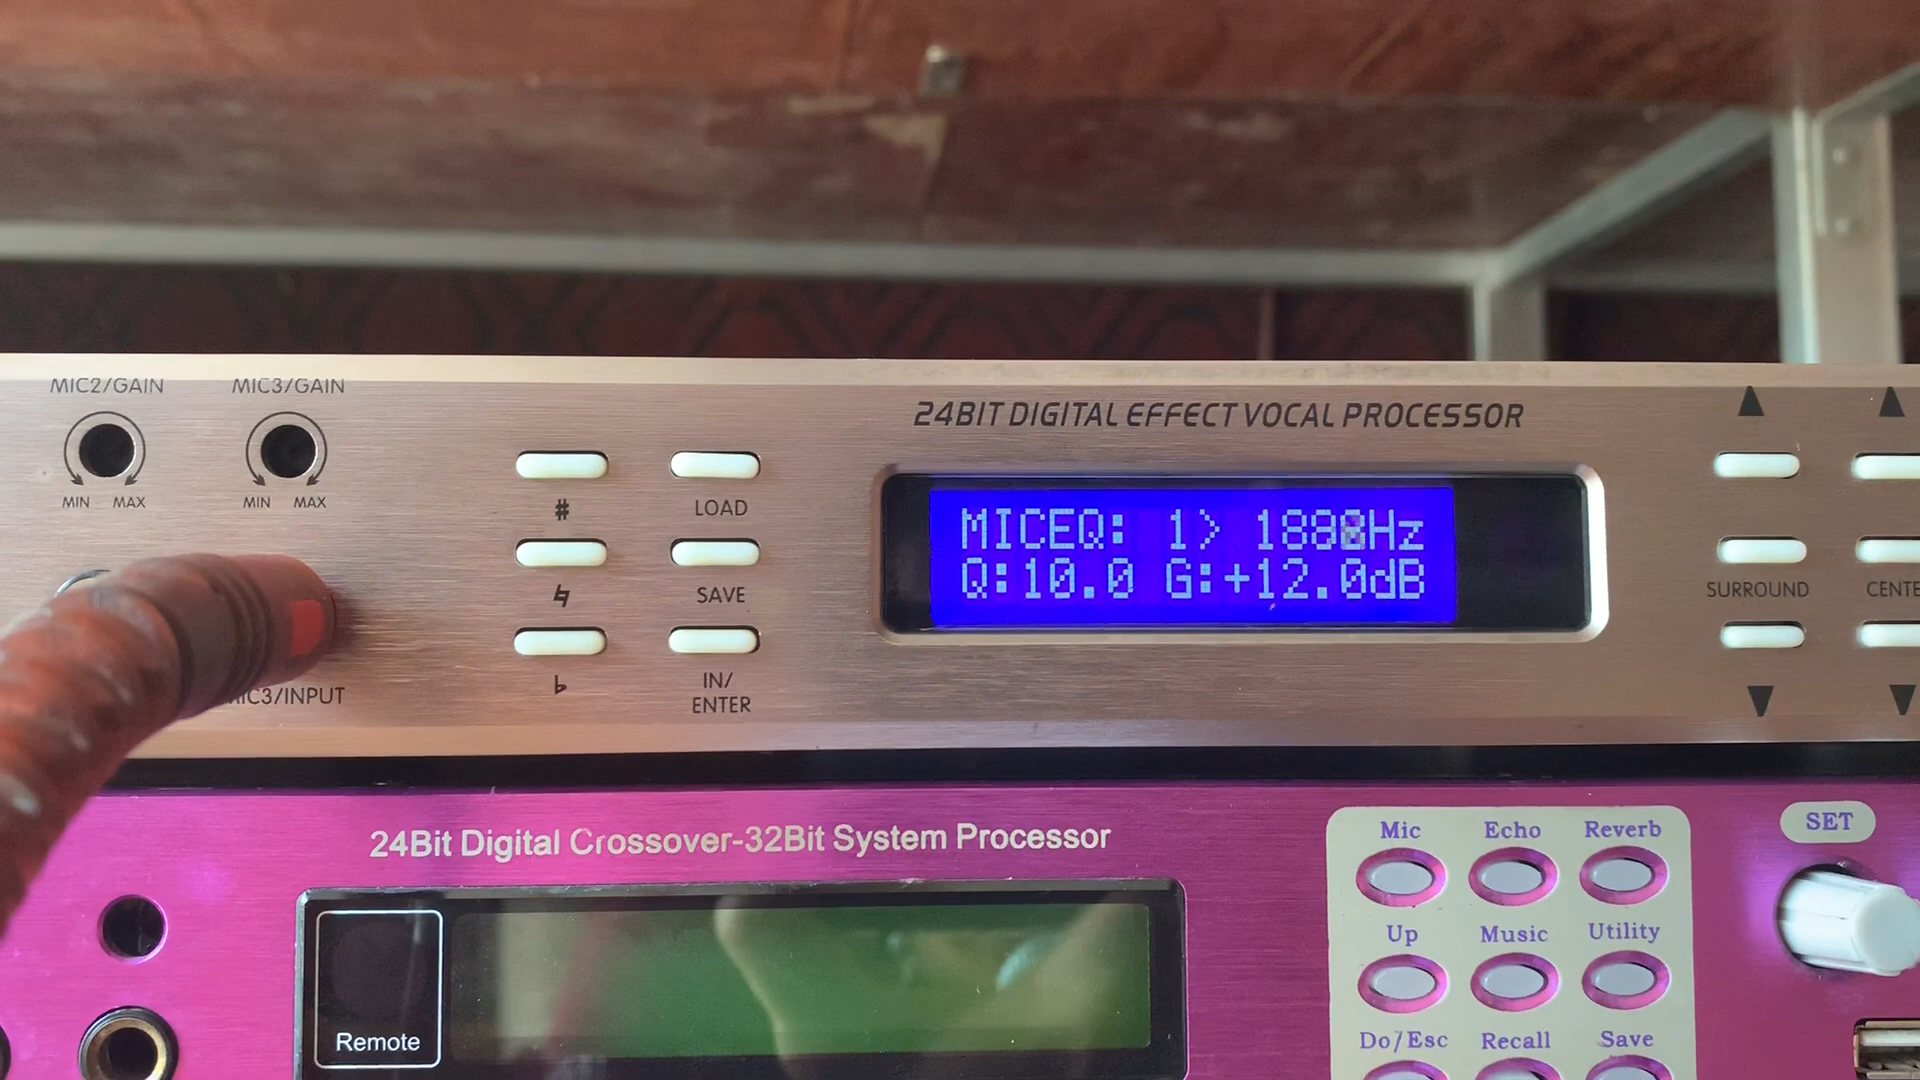 MIC2/GAIN
MIN MAX
MIC3/GAIN
MIN MAX
MIC3/INPUT
#
♮
♭
LOAD
SAVE
IN/
ENTER
24BIT DIGITAL EFFECT VOCAL PROCESSOR
MICEQ: 1>
Q:10.0 G:+12.0dB
SURROUND
24Bit Digital Crossover-32Bit System Processor
Remote
Mic Echo Reverb
Up Music Utility
Do/Esc Recall Save
SET